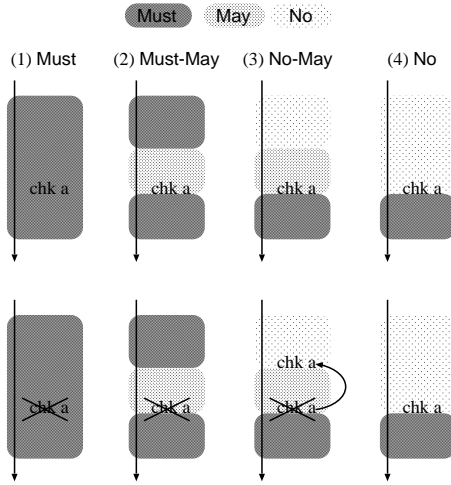 Must May No
(1) Must (2) Must-May (3) No-May (4) No
chk a chk a chk a chk a
chk a
chk a chk a chk a chk a